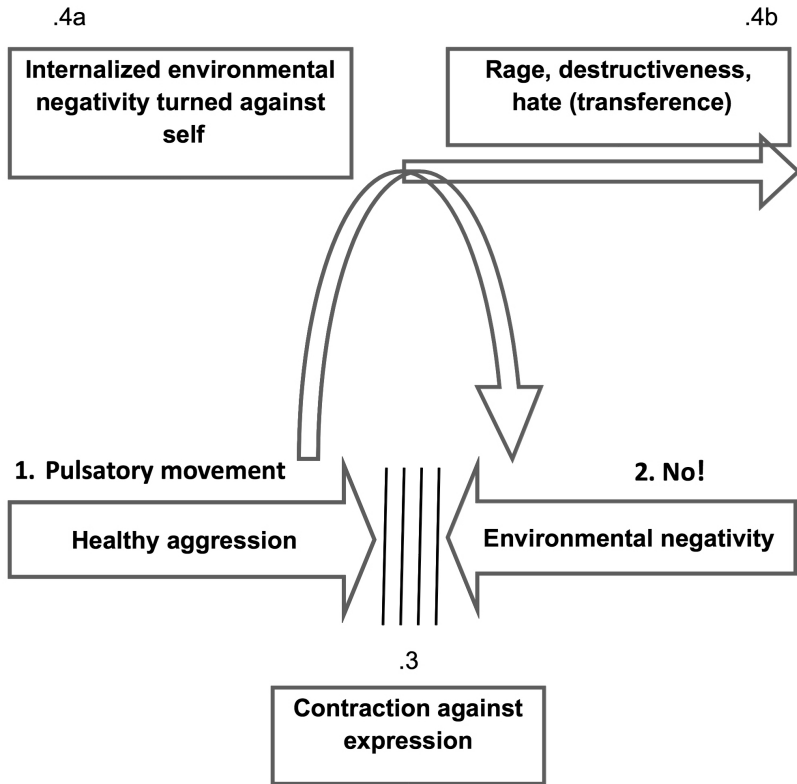 .4a
.4b
Internalized environmental
negativity turned against
self
Rage, destructiveness,
hate (transference)
1. Pulsatory movement
2. No!
Healthy aggression
Environmental negativity
.3
Contraction against
expression